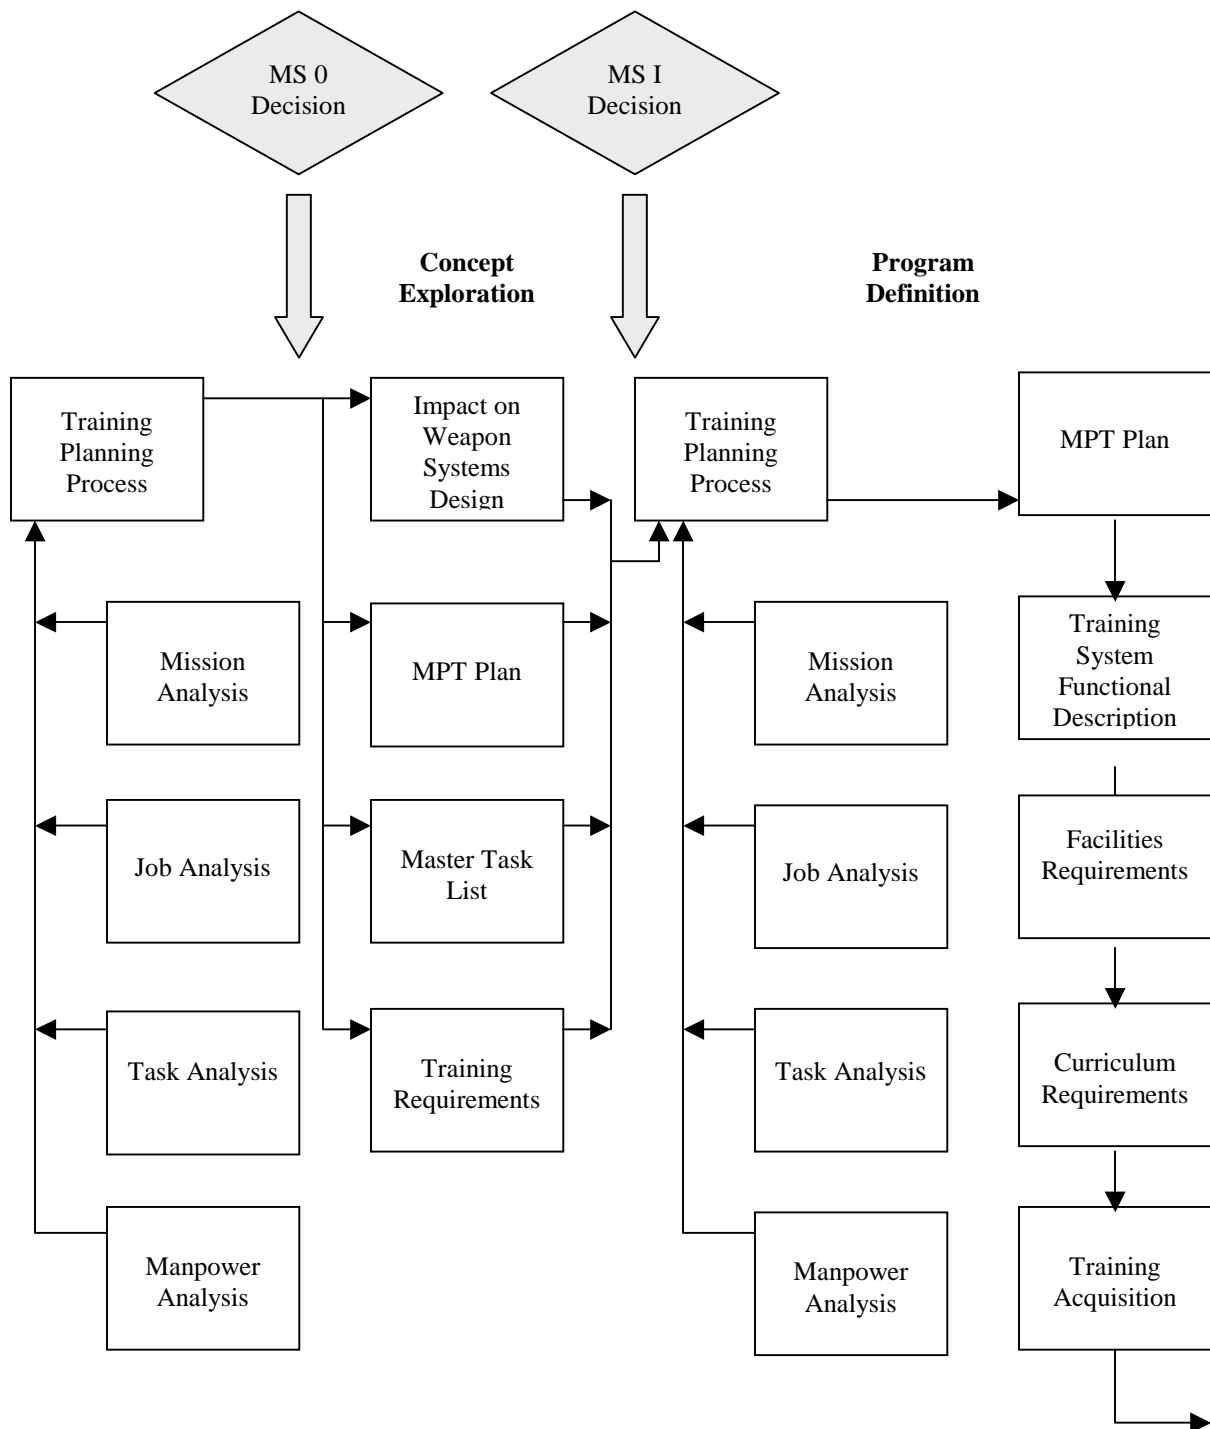 MS 0
Decision
MS I
Decision
Concept
Exploration
Program
Definition
Training
Planning
Process
Impact on
Weapon
Systems
Design
Training
Planning
Process
MPT Plan
Mission
Analysis
MPT Plan
Mission
Analysis
Training
System
Functional
Description
Job Analysis
Master Task
List
Job Analysis
Facilities
Requirements
Task Analysis
Training
Requirements
Task Analysis
Curriculum
Requirements
Manpower
Analysis
Manpower
Analysis
Training
Acquisition